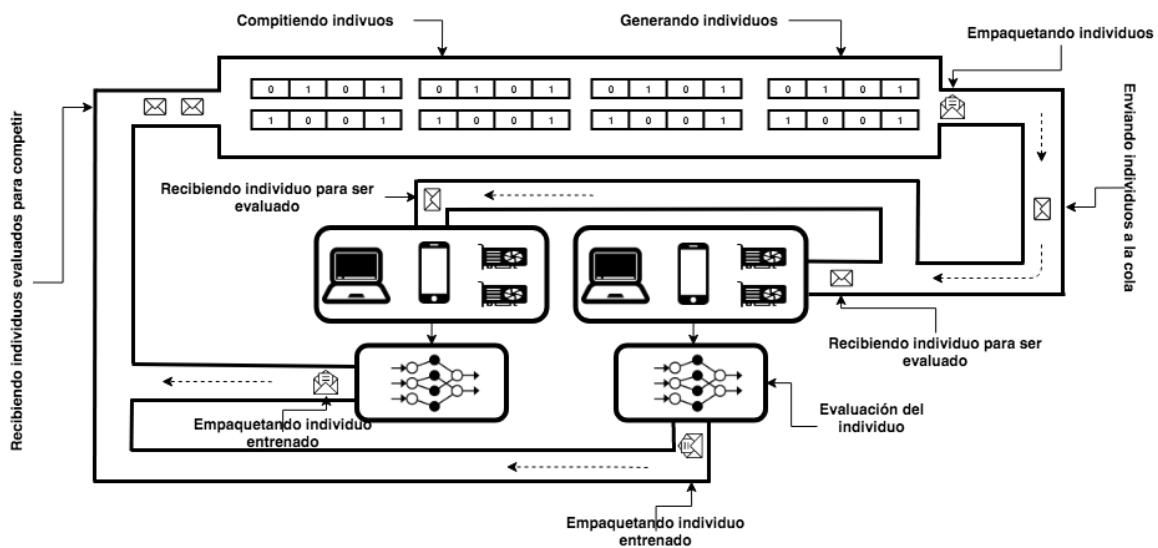 Compitiendo indivuos
Generando individuos
Empaquetando individuos
0 1 0 1
0 1 0 1
0 1 0 1
0 1 0 1
1 0 0 1
1 0 0 1
1 0 0 1
1 0 0 1
Recibiendo individuos evaluados para competir
Enviando individuos a la cola
Recibiendo individuo para ser
evaluado
Recibiendo individuo para ser
evaluado
Empaquetando individuo
entrenado
Evaluación del
individuo
Empaquetando individuo
entrenado